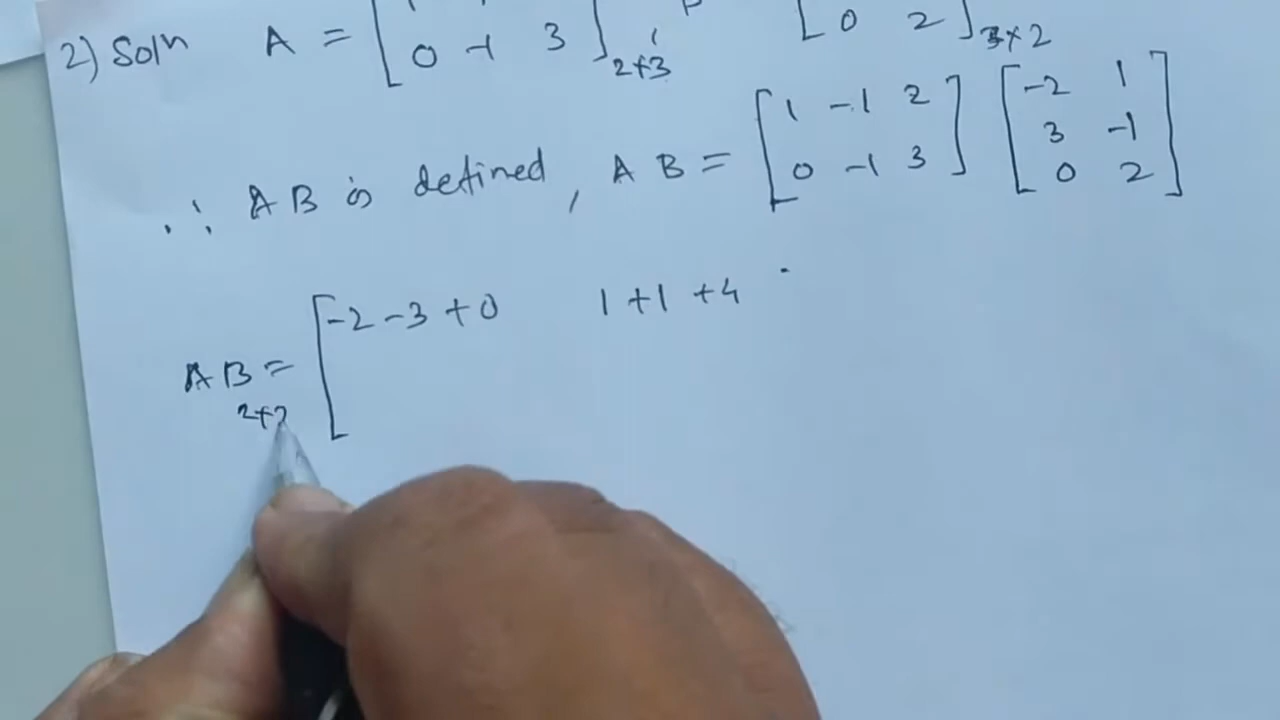 2) Soln A = [ 0 -1 3 ] 2×3 , [ 0 2 ] 3×2
∴ AB is defined, AB = [ 1 -1 2 ] [ -2 1
0 -1 3 3 -1
0 2 ]
AB = [ -2 -3 +0 1 +1 +4
2×2